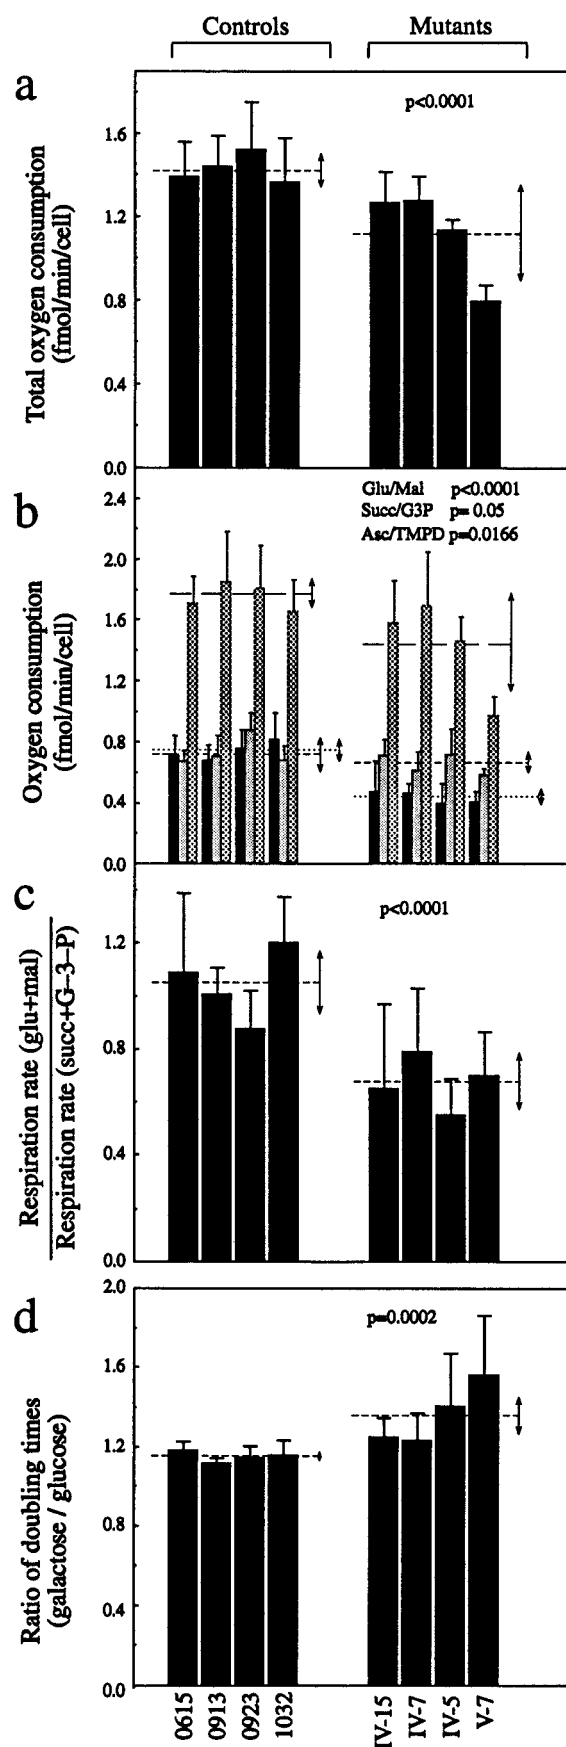 Controls
Mutants
a
p<0.0001
1.6
1.2
0.8
0.4
0.0
Total oxygen consumption
(fmol/min/cell)
b
Glu/Mal p<0.0001
Succ/G3P p= 0.05
Asc/TMPD p=0.0166
2.4
2.0
1.6
1.2
0.8
0.4
0.0
Oxygen consumption
(fmol/min/cell)
c
p<0.0001
1.2
0.8
0.4
0.0
Respiration rate (glu+mal)
Respiration rate (succ+G-3-P)
d
p=0.0002
2.0
1.6
1.2
0.8
0.4
0.0
Ratio of doubling times
(galactose / glucose)
0615
0913
0923
1032
IV-15
IV-7
IV-5
V-7